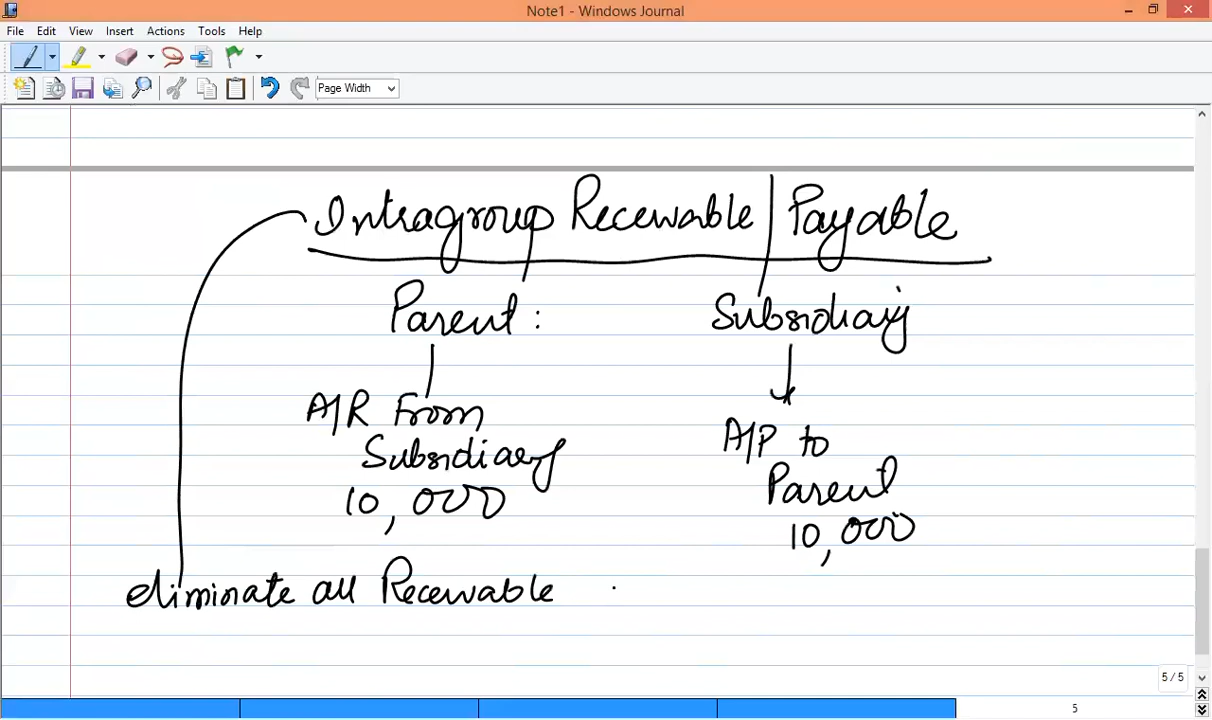 Note1 - Windows Journal
File Edit View Insert Actions Tools Help
Page Width
Intragroup Receivable | Payable
Parent : Subsidiary
A/R From
Subsidiary
10,000
A/P to
Parent
10,000
eliminate all Receivable
5 / 5
5